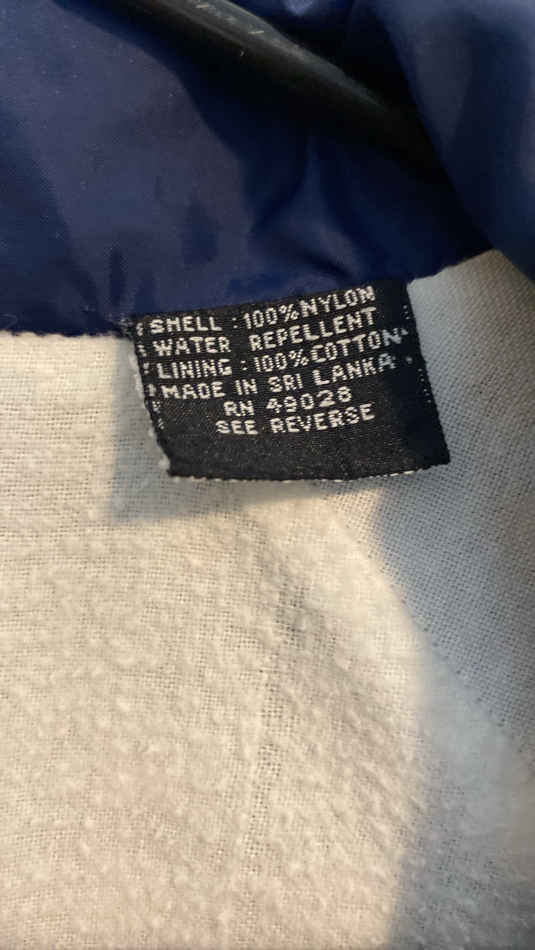 SHELL : 100% NYLON
WATER REPELLENT
LINING : 100% COTTON
MADE IN SRI LANKA
RN 49028
SEE REVERSE